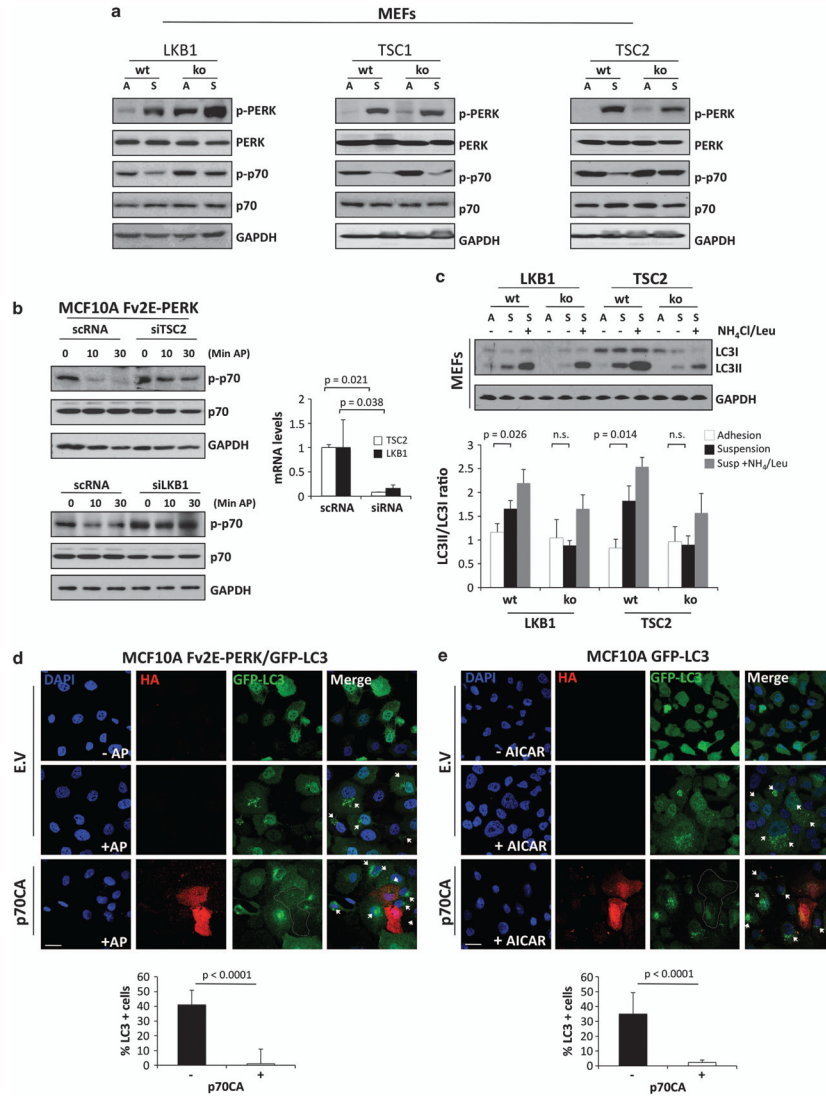 a
MEFs
LKB1 TSC1 TSC2
wt ko wt ko wt ko
A S A S A S A S A S A S
p-PERK p-PERK p-PERK
PERK PERK PERK
p-p70 p-p70 p-p70
p70 p70 p70
GAPDH GAPDH GAPDH
b
MCF10A Fv2E-PERK
scRNA siTSC2
0 10 30 0 10 30 (Min AP)
p-p70
p70
GAPDH
scRNA siLKB1
0 10 30 0 10 30 (Min AP)
p-p70
p70
GAPDH
p = 0.021
p = 0.038
TSC2
LKB1
mRNA levels
2
1.5
1
0.5
0
scRNA siRNA
c
LKB1 TSC2
wt ko wt ko
A S S A S S A S S A S S
- - + - - + - - + - - + NH4Cl/Leu
MEFs
LC3I
LC3II
GAPDH
p = 0.026 n.s. p = 0.014 n.s.
Adhesion
Suspension
Susp +NH4/Leu
LC3II/LC3I ratio
3
2.5
2
1.5
1
0.5
0
wt ko wt ko
LKB1 TSC2
d
MCF10A Fv2E-PERK/GFP-LC3
DAPI HA GFP-LC3 Merge
E.V
- AP
+AP
p70CA
+AP
p < 0.0001
% LC3 + cells
60
50
40
30
20
10
0
- +
p70CA
e
MCF10A GFP-LC3
DAPI HA GFP-LC3 Merge
E.V
- AICAR
+ AICAR
p70CA
+ AICAR
p < 0.0001
% LC3 + cells
60
50
40
30
20
10
0
- +
p70CA